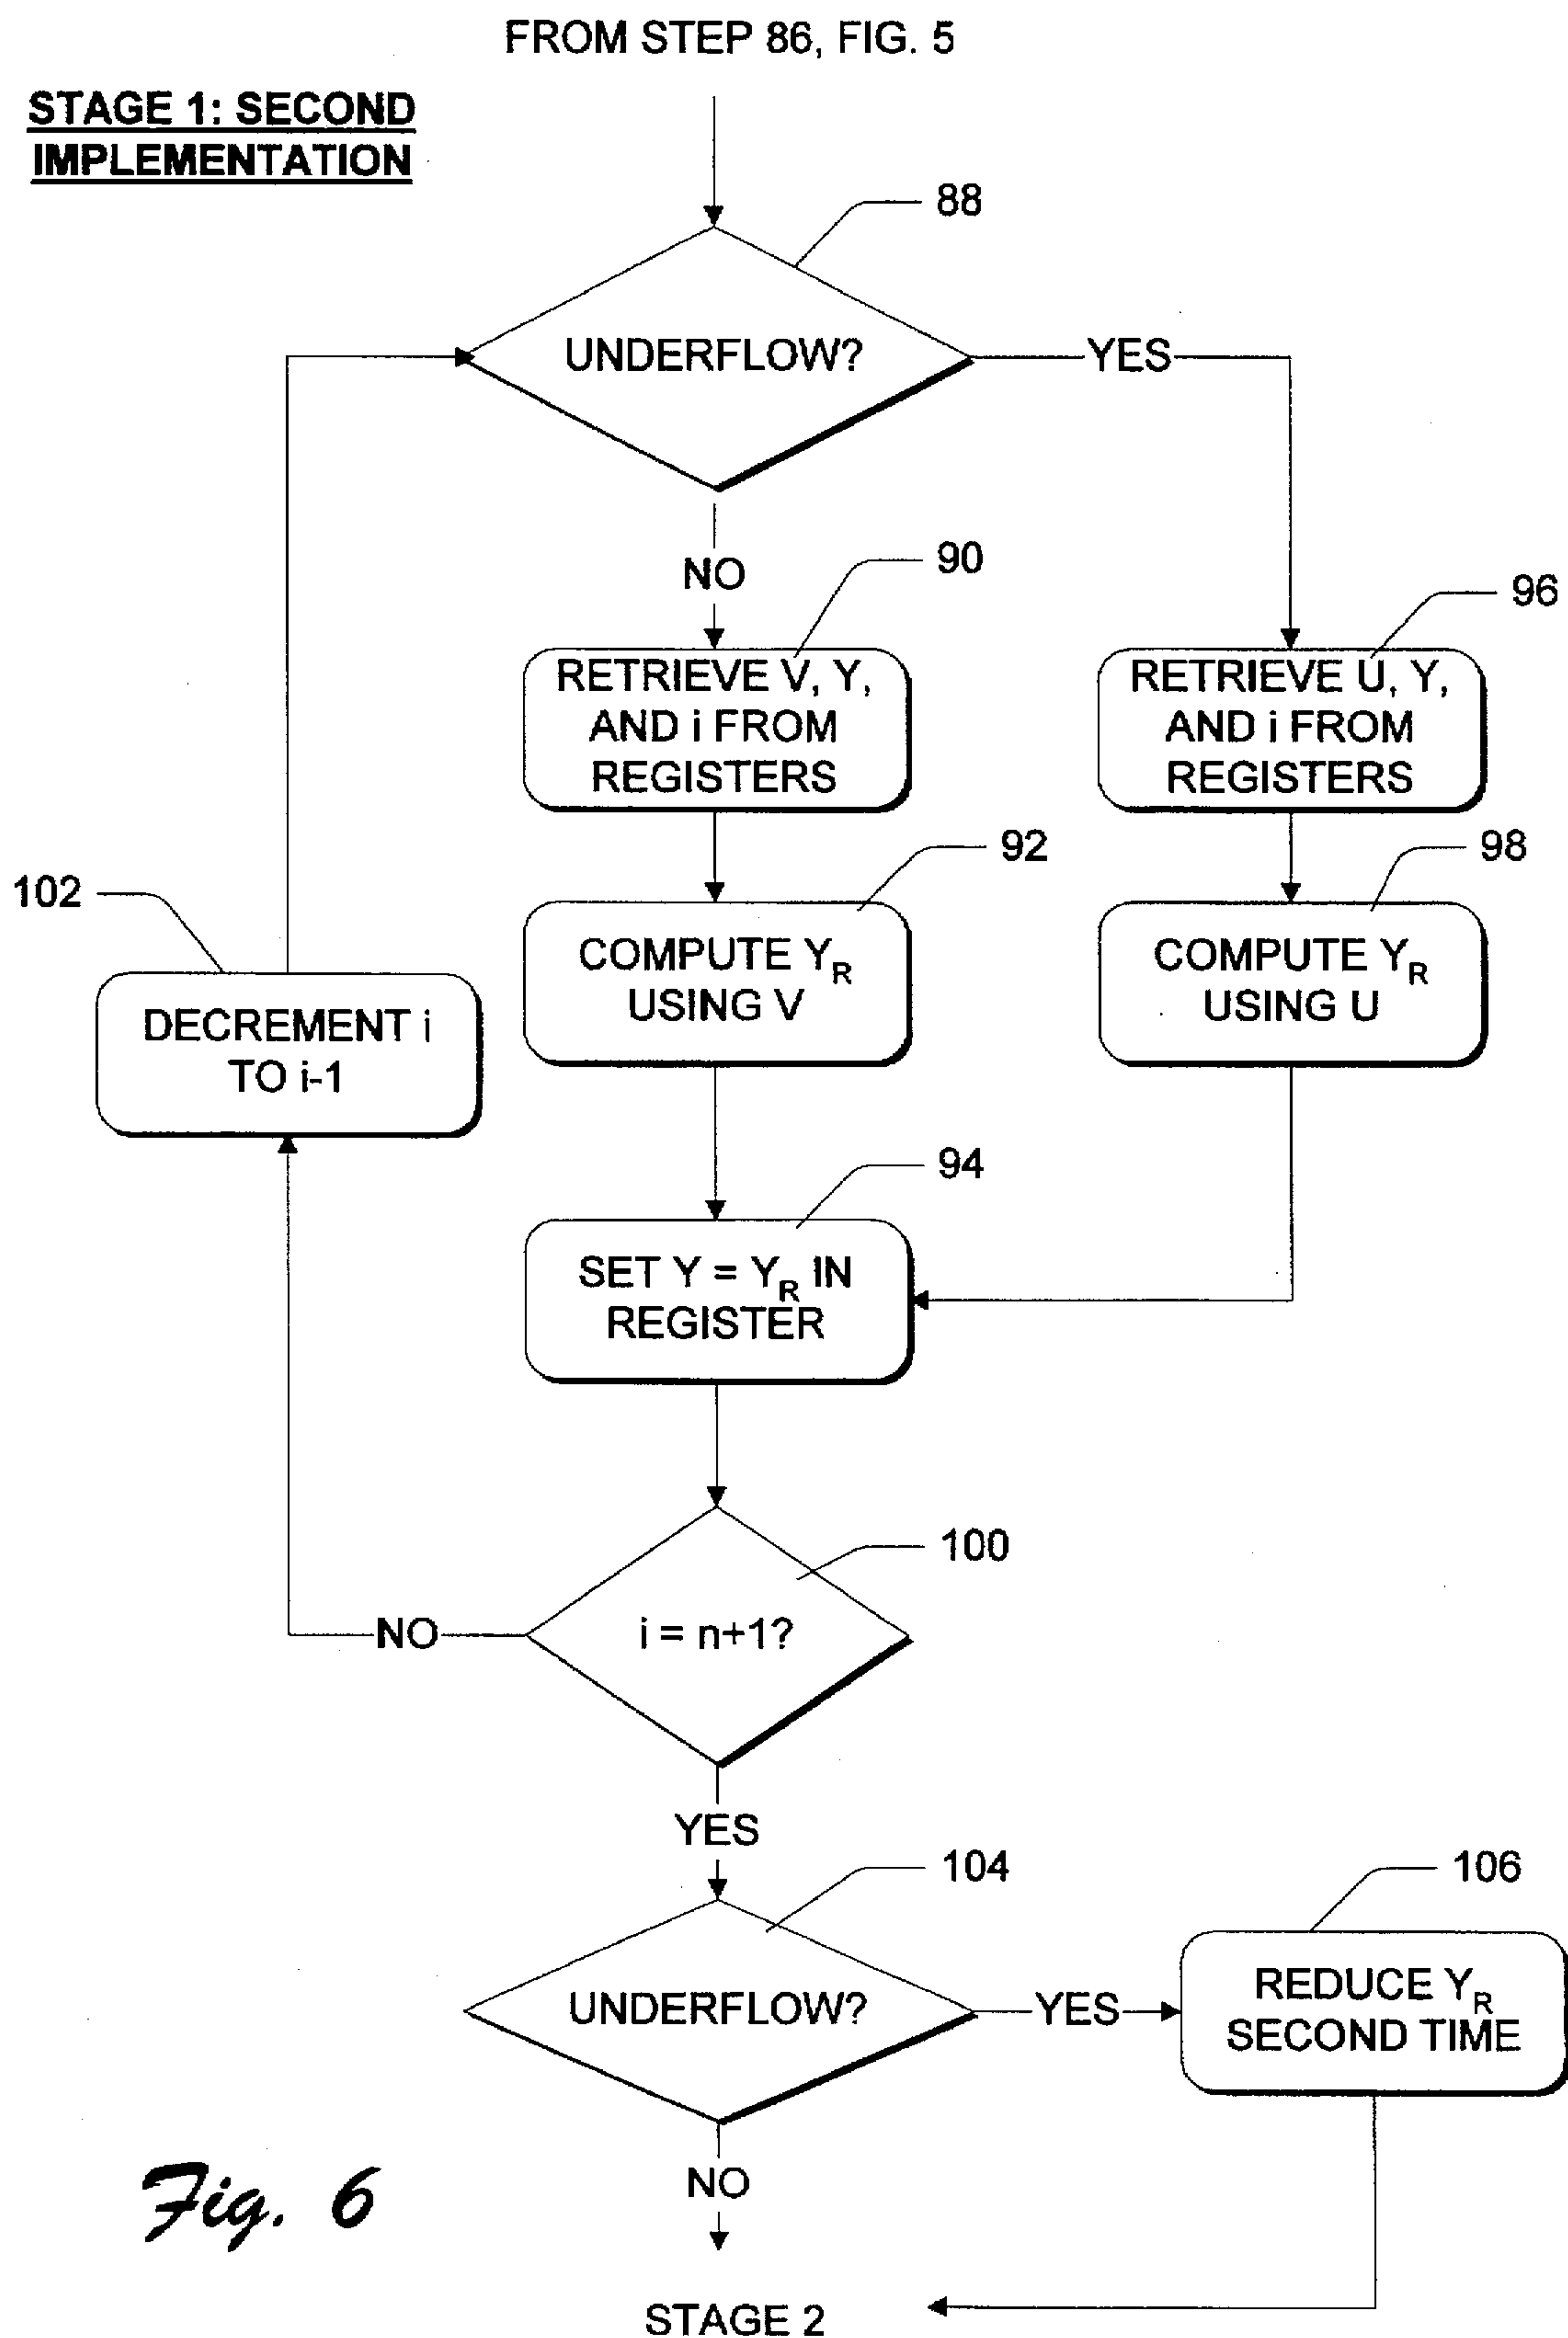 FROM STEP 86, FIG. 5
STAGE 1: SECOND
IMPLEMENTATION
88
UNDERFLOW?
YES
NO
90
96
RETRIEVE V, Y,
AND i FROM
REGISTERS
RETRIEVE U, Y,
AND i FROM
REGISTERS
92
98
102
COMPUTE YR
USING V
COMPUTE YR
USING U
DECREMENT i
TO i-1
94
SET Y = YR IN
REGISTER
100
i = n+1?
NO
YES
104
106
UNDERFLOW?
YES
REDUCE YR
SECOND TIME
NO
Fig. 6
STAGE 2